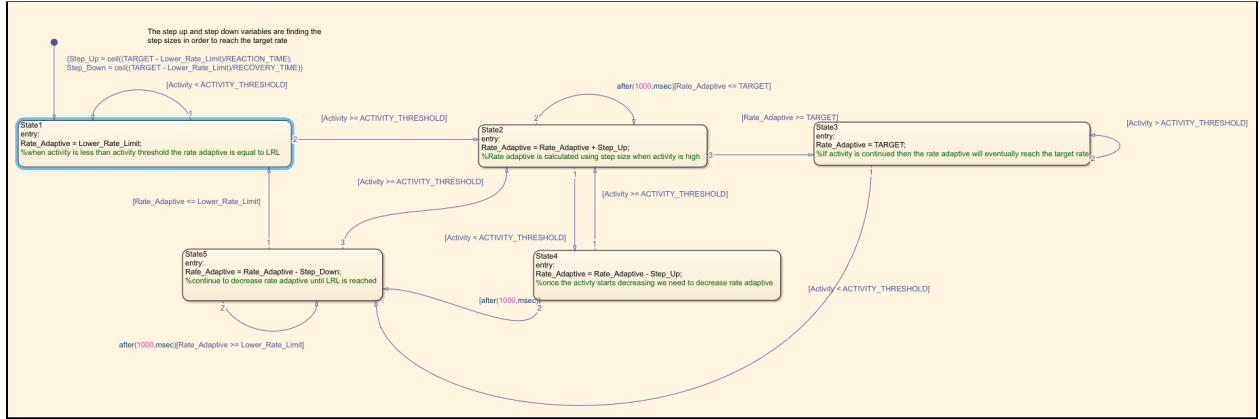 The step up and step down variables are finding the
step sizes in order to reach the target rate
{Step_Up = ceil((TARGET - Lower_Rate_Limit)/REACTION_TIME);
Step_Down = ceil((TARGET - Lower_Rate_Limit)/RECOVERY_TIME)}
[Activity < ACTIVITY_THRESHOLD]
1
State1
entry:
Rate_Adaptive = Lower_Rate_Limit;
%when activity is less than activity threshold the rate adaptive is equal to LRL
2
[Activity >= ACTIVITY_THRESHOLD]
after(1000,msec)[Rate_Adaptive <= TARGET]
2
State2
entry:
Rate_Adaptive = Rate_Adaptive + Step_Up;
%Rate adaptive is calculated using step size when activity is high
3
[Rate_Adaptive >= TARGET]
State3
entry:
Rate_Adaptive = TARGET;
%If activity is continued then the rate adaptive will eventually reach the target rate
[Activity > ACTIVITY_THRESHOLD]
2
1
1
[Activity >= ACTIVITY_THRESHOLD]
[Activity >= ACTIVITY_THRESHOLD]
[Rate_Adaptive <= Lower_Rate_Limit]
[Activity < ACTIVITY_THRESHOLD]
1
3
1
State5
entry:
Rate_Adaptive = Rate_Adaptive - Step_Down;
%continue to decrease rate adaptive until LRL is reached
2
State4
entry:
Rate_Adaptive = Rate_Adaptive - Step_Up;
%once the activty starts decreasing we need to decrease rate adaptive
[after(1000,msec)]
2
[Activity < ACTIVITY_THRESHOLD]
after(1000,msec)[Rate_Adaptive >= Lower_Rate_Limit]